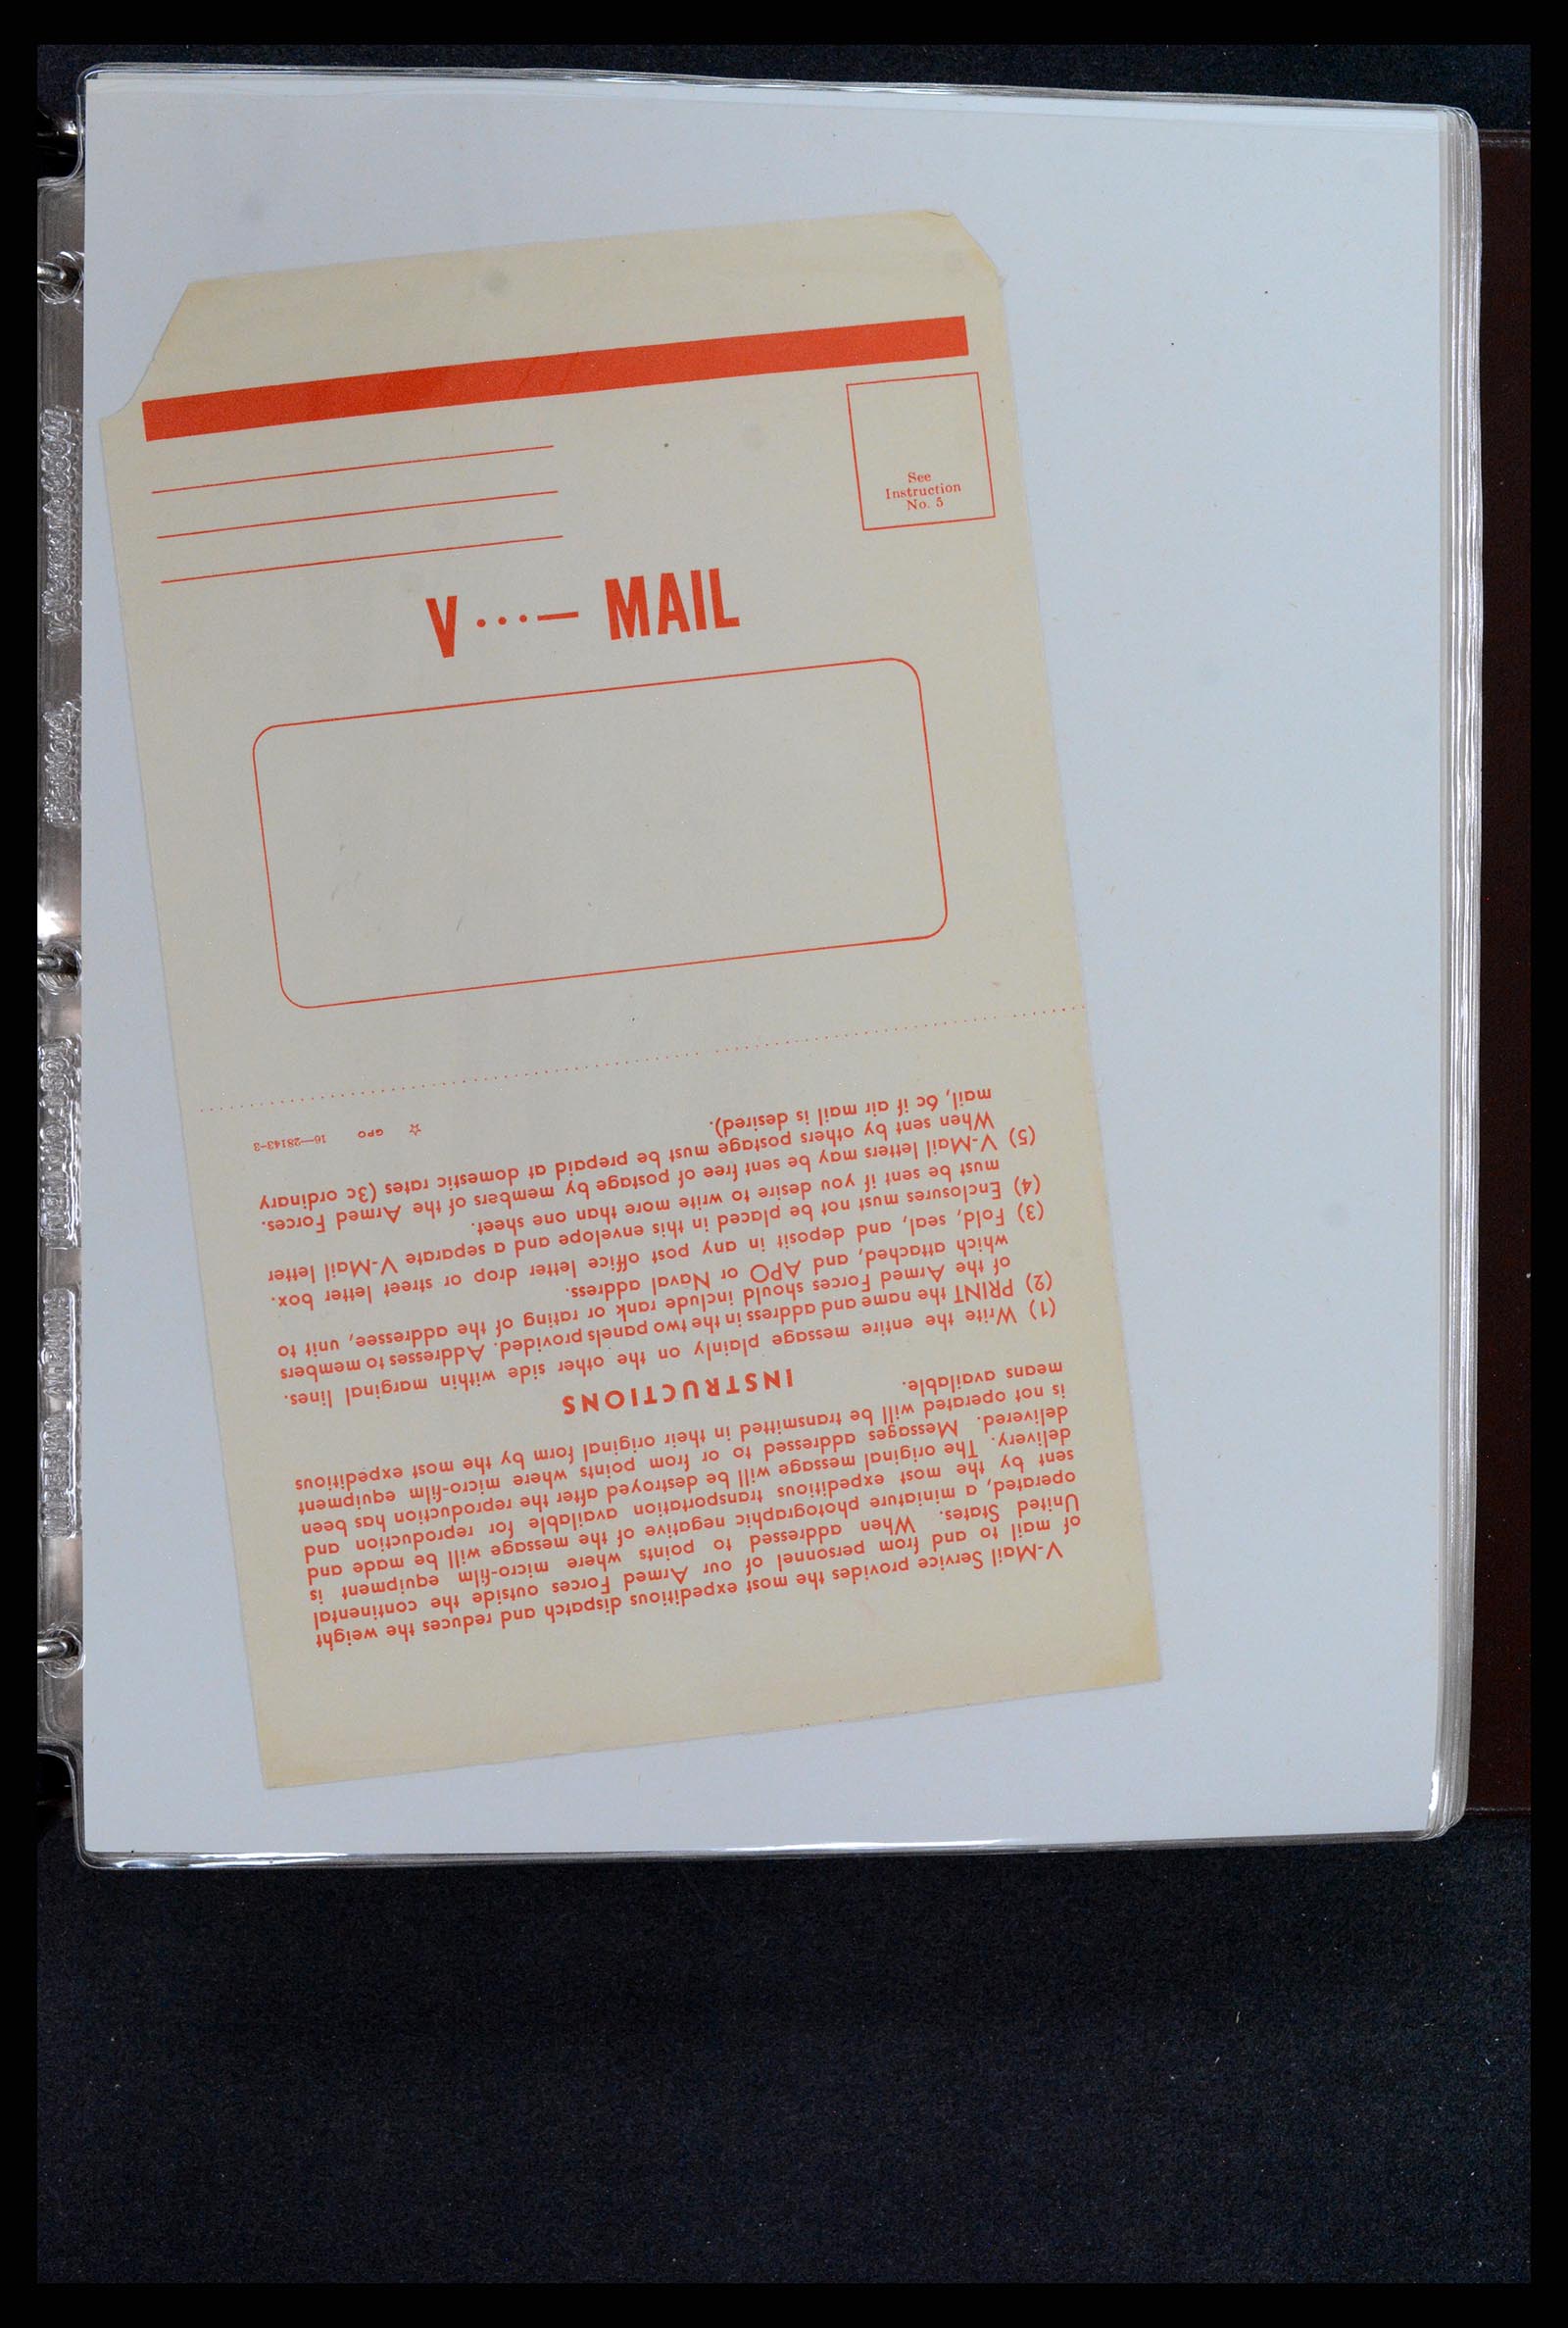 See
Instruction
No. 5
V ···— MAIL
V-Mail Service provides the most expeditious dispatch and reduces the weight
of mail to and from personnel of our Armed Forces outside the continental
United States. When addressed to points where micro-film equipment is
operated, a miniature photographic negative of the message will be made and
sent by the most expeditious transportation available for reproduction and
delivery. The original message will be destroyed after the reproduction has been
delivered. Messages addressed to or from points where micro-film equipment
is not operated will be transmitted in their original form by the most expeditious
means available.
INSTRUCTIONS
(1) Write the entire message plainly on the other side within marginal lines.
(2) PRINT the name and address in the two panels provided. Addresses to members
of the Armed Forces should include rank or rating of the addressee, unit to
which attached, and APO or Naval address.
(3) Fold, seal, and deposit in any post office letter drop or street letter box.
(4) Enclosures must not be placed in this envelope and a separate V-Mail letter
must be sent if you desire to write more than one sheet.
(5) V-Mail letters may be sent free of postage by members of the Armed Forces.
When sent by others postage must be prepaid at domestic rates (3c ordinary
mail, 6c if air mail is desired).
☆ GPO 16—28143-3